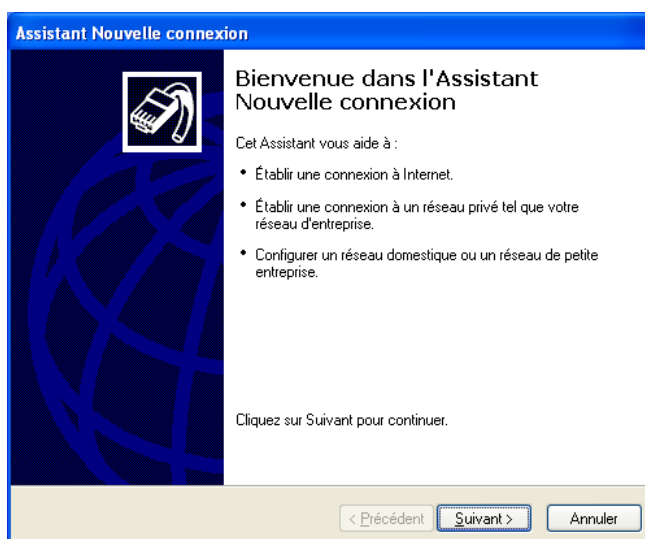 Assistant Nouvelle connexion
Bienvenue dans l'Assistant
Nouvelle connexion
Cet Assistant vous aide à :
• Établir une connexion à Internet.
• Établir une connexion à un réseau privé tel que votre
réseau d'entreprise.
• Configurer un réseau domestique ou un réseau de petite
entreprise.
Cliquez sur Suivant pour continuer.
< Précédent Suivant > Annuler